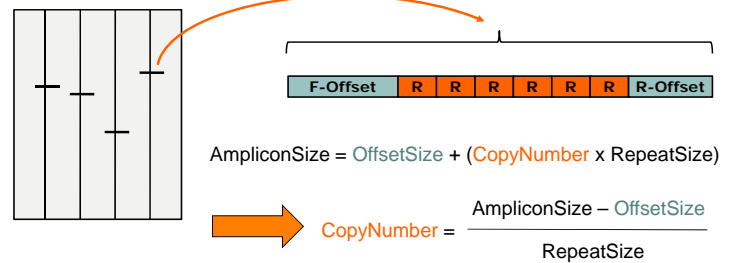 F-Offset R R R R R R R-Offset
AmpliconSize = OffsetSize + (CopyNumber x RepeatSize)
CopyNumber = AmpliconSize – OffsetSize
RepeatSize